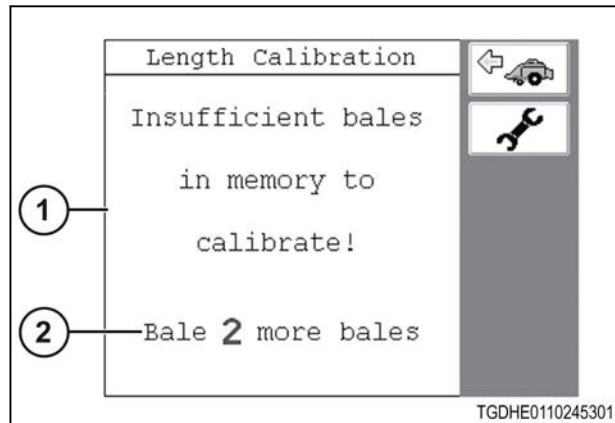 Length Calibration
Insufficient bales
in memory to
calibrate!
1
2
Bale 2 more bales
TGDHE0110245301